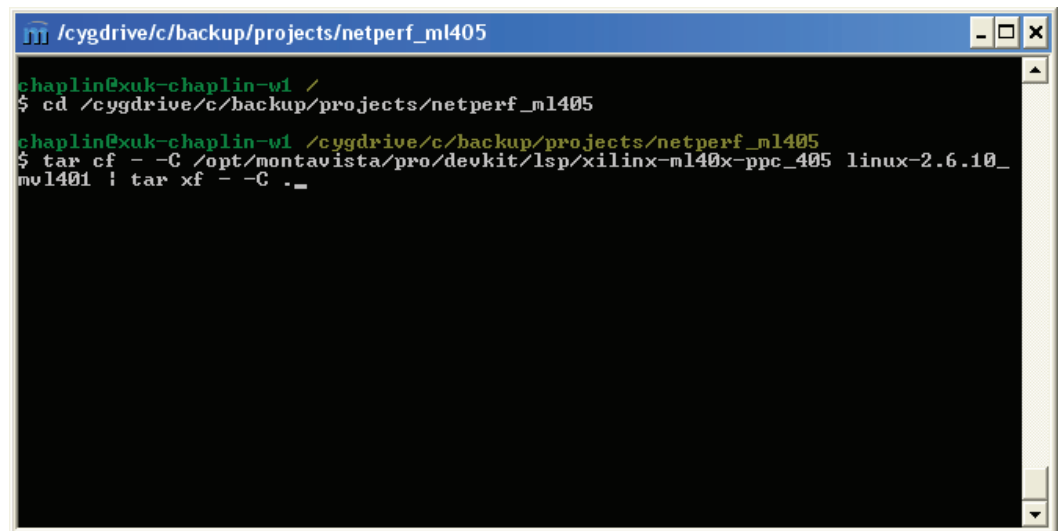 /cygdrive/c/backup/projects/netperf_ml405
chaplin@xuk-chaplin-w1 /
$ cd /cygdrive/c/backup/projects/netperf_ml405
chaplin@xuk-chaplin-w1 /cygdrive/c/backup/projects/netperf_ml405
$ tar cf - -C /opt/montavista/pro/devkit/lsp/xilinx-ml40x-ppc_405 linux-2.6.10_
mvl401 | tar xf - -C ._